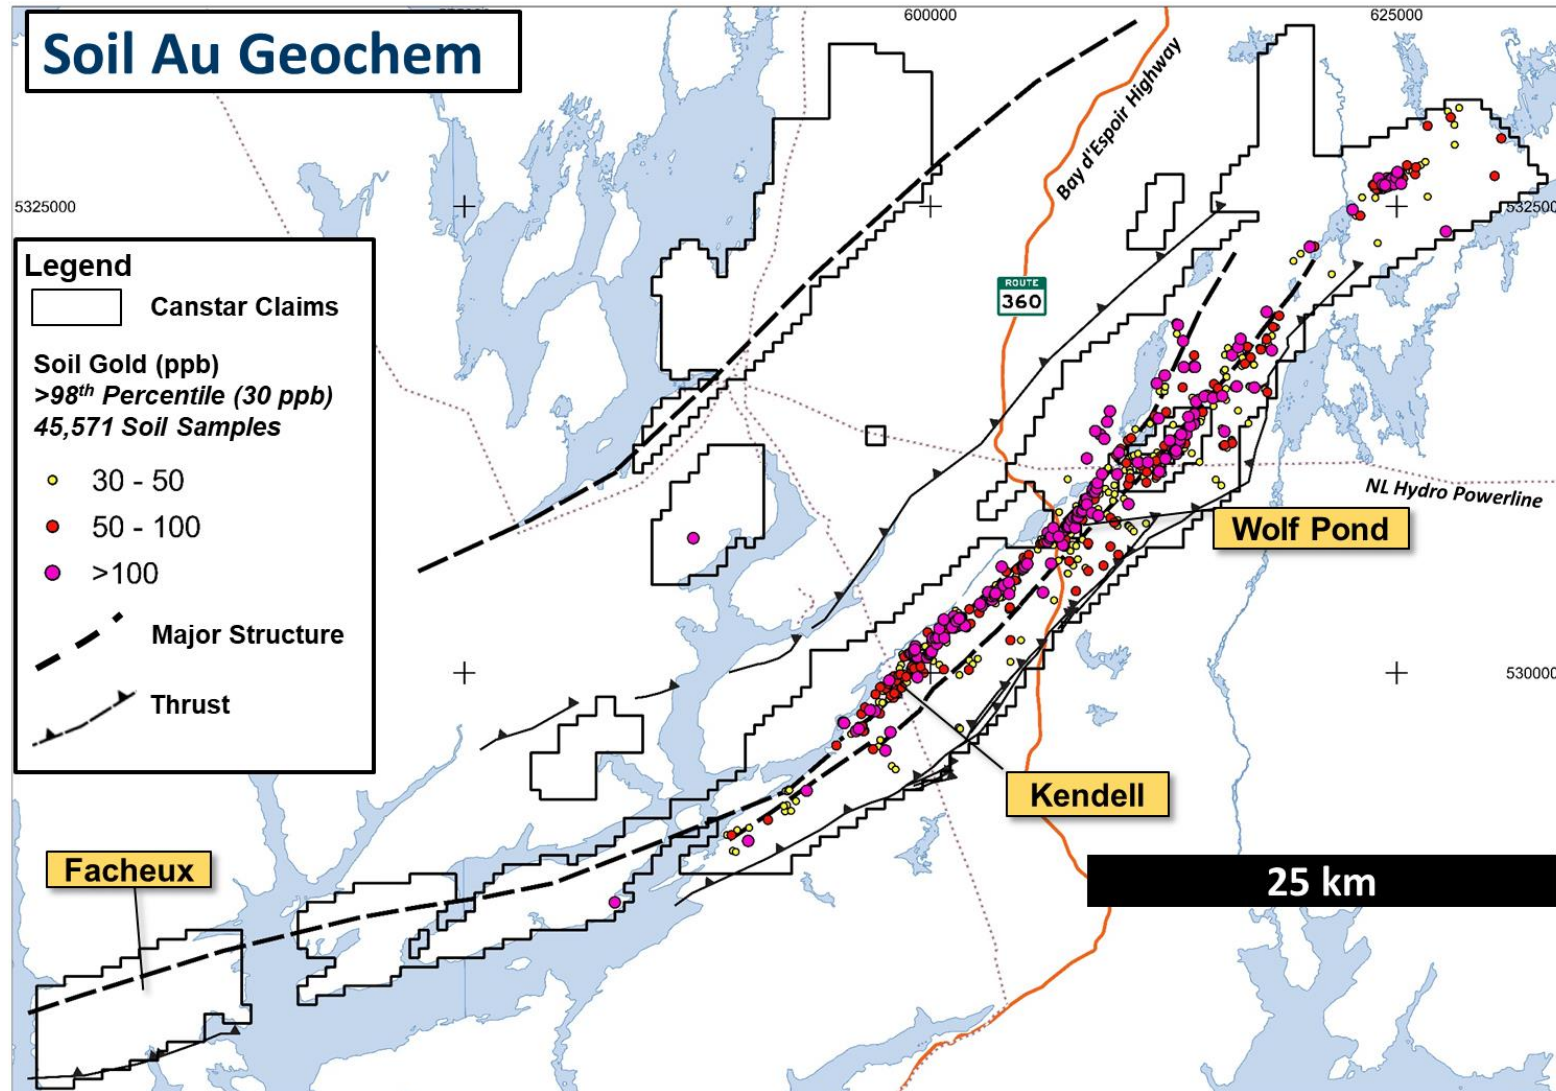 600000
625000
Soil Au Geochem
Bay d'Espoir Highway
5325000
532500
Legend
Canstar Claims
ROUTE
360
Soil Gold (ppb)
>98th Percentile (30 ppb)
45,571 Soil Samples
30 - 50
50 - 100
>100
NL Hydro Powerline
Wolf Pond
Major Structure
530000
Thrust
Kendell
Facheux
25 km